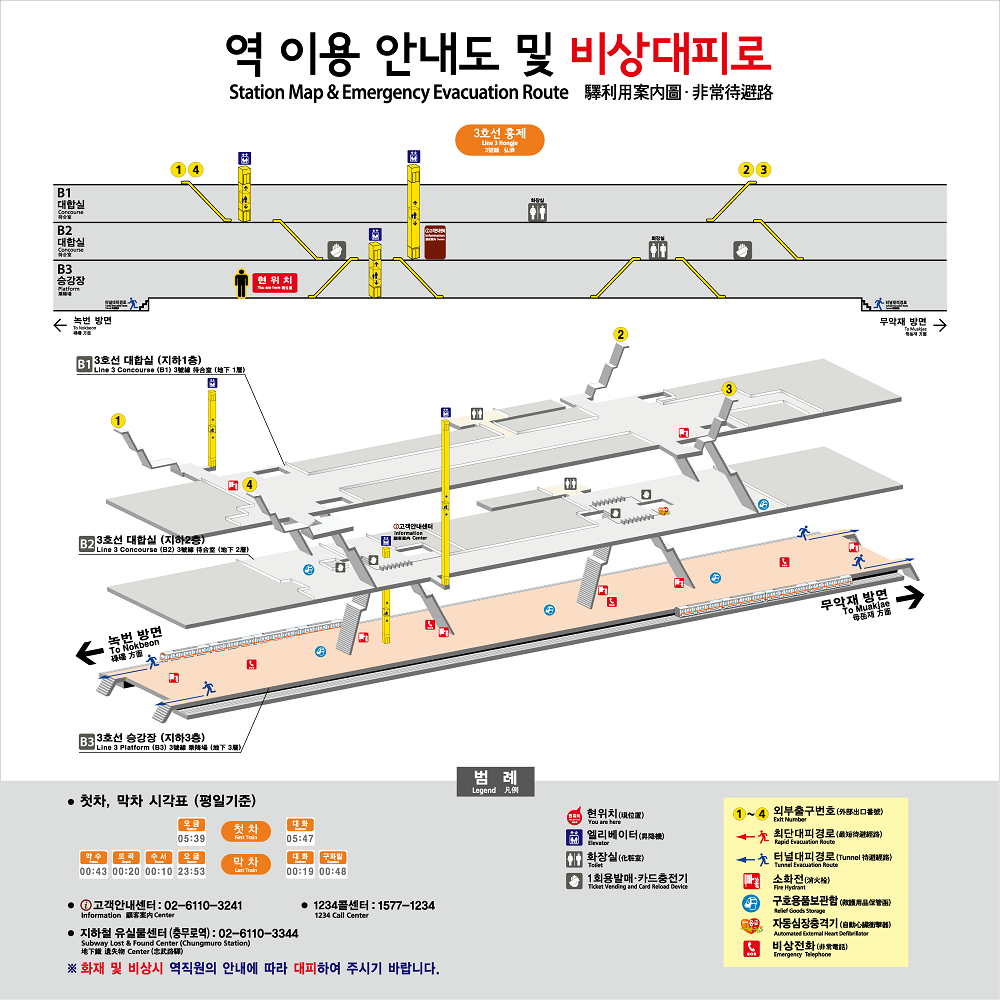 역 이용 안내도 및 비상대피로
Station Map & Emergency Evacuation Route 驛利用案內圖·非常待避路
3호선 홍제
Line 3 Hongje
3號線 弘濟
1 4
2 3
B1
대합실
Concourse
待合室
화장실
B2
대합실
Concourse
待合室
고객안내센터
Information
顧客案內 Center
화장실
B3
승강장
Platform
乘降場
현위치
You are here 現位置
터널대피경로
터널대피경로
녹번 방면
To Nokbeon
碌磻 方面
무악재 방면
To Muakjae
毋岳재 方面
B1 3호선 대합실 (지하1층)
Line 3 Concourse (B1) 3號線 待合室 (地下 1層)
2
3
1
4
고객안내센터
Information
顧客案內 Center
B2 3호선 대합실 (지하2층)
Line 3 Concourse (B2) 3號線 待合室 (地下 2層)
녹번 방면
To Nokbeon
碌磻 方面
무악재 방면
To Muakjae
毋岳재 方面
B3 3호선 승강장 (지하3층)
Line 3 Platform (B3) 3號線 乘降場 (地下 3層)
범 례
Legend 凡例
• 첫차, 막차 시각표 (평일기준)
오금 첫차 대화
First Train
05:39 05:47
약수 도곡 수서 오금 막차 대화 구파발
Last Train
00:43 00:20 00:10 23:53 00:19 00:48
• 고객안내센터 : 02-6110-3241
Information 顧客案內 Center
• 1234콜센터 : 1577-1234
1234 Call Center
• 지하철 유실물센터 (충무로역) : 02-6110-3344
Subway Lost & Found Center (Chungmuro Station)
地下鐵 遺失物 Center (忠武路驛)
※ 화재 및 비상시 역직원의 안내에 따라 대피하여 주시기 바랍니다.
현위치(現位置)
You are here
엘리베이터(昇降機)
Elevator
화장실(化粧室)
Toilet
1회용발매·카드충전기
Ticket Vending and Card Reload Device
1~4 외부출구번호(外部出口番號)
Exit Number
최단대피경로(最短待避經路)
Rapid Evacuation Route
터널대피경로(Tunnel 待避經路)
Tunnel Evacuation Route
소화전(消火栓)
Fire Hydrant
구호용품보관함(救護用品保管函)
Relief Goods Storage
자동심장충격기(自動心臟衝擊器)
Automated External Heart Defibrillator
SOS 비상전화(非常電話)
Emergency Telephone